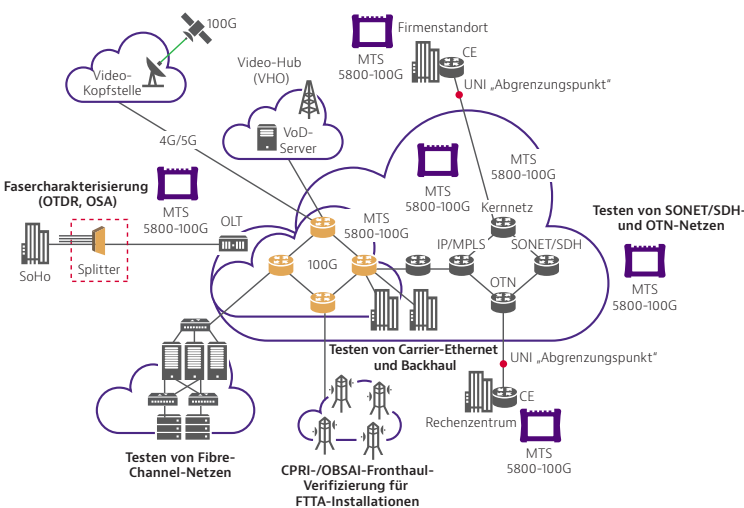 100G
Video-
Kopfstelle
Video-Hub
(VHO)
VoD-
Server
4G/5G
Firmenstandort
MTS
5800-100G
CE
UNI „Abgrenzungspunkt“
MTS
5800-100G
MTS
5800-100G
Kernnetz
Fasercharakterisierung
(OTDR, OSA)
MTS
5800-100G
OLT
SoHo
Splitter
MTS
5800-100G
100G
IP/MPLS
SONET/SDH
OTN
Testen von SONET/SDH-
und OTN-Netzen
MTS
5800-100G
Testen von Carrier-Ethernet
und Backhaul
UNI „Abgrenzungspunkt“
CE
Rechenzentrum
MTS
5800-100G
Testen von Fibre-
Channel-Netzen
CPRI-/OBSAI-Fronthaul-
Verifizierung für
FTTA-Installationen